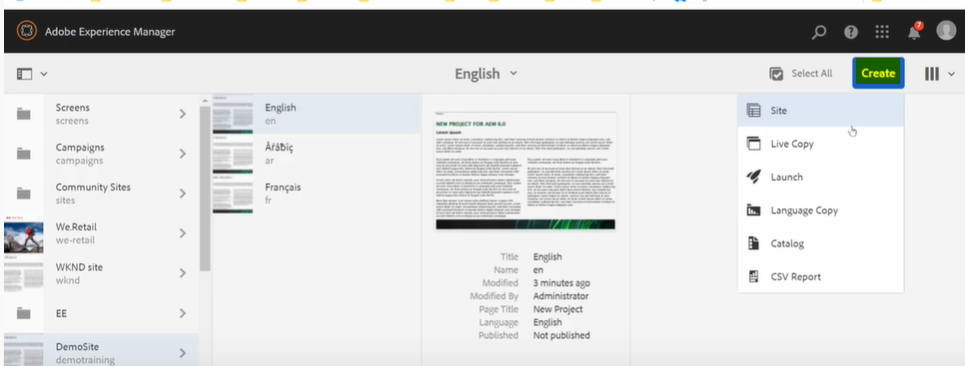 Adobe Experience Manager
7
English
Select All
Create
Screens
screens
Campaigns
campaigns
Community Sites
sites
We.Retail
we-retail
WKND site
wknd
EE
DemoSite
demotraining
English
en
ar
Français
fr
NEW PROJECT FOR AEM 6.0
Lorem Ipsum
Title English
Name en
Modified 3 minutes ago
Modified By Administrator
Page Title New Project
Language English
Published Not published
Site
Live Copy
Launch
Language Copy
Catalog
CSV Report